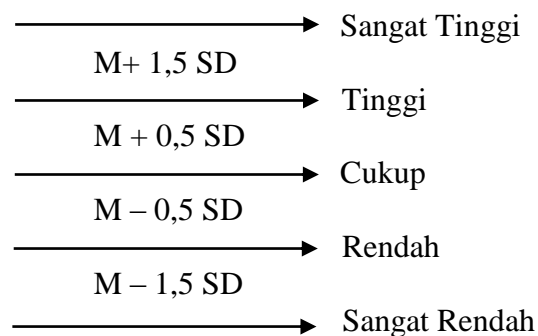 Sangat Tinggi
M+ 1,5 SD
Tinggi
M + 0,5 SD
Cukup
M – 0,5 SD
Rendah
M – 1,5 SD
Sangat Rendah